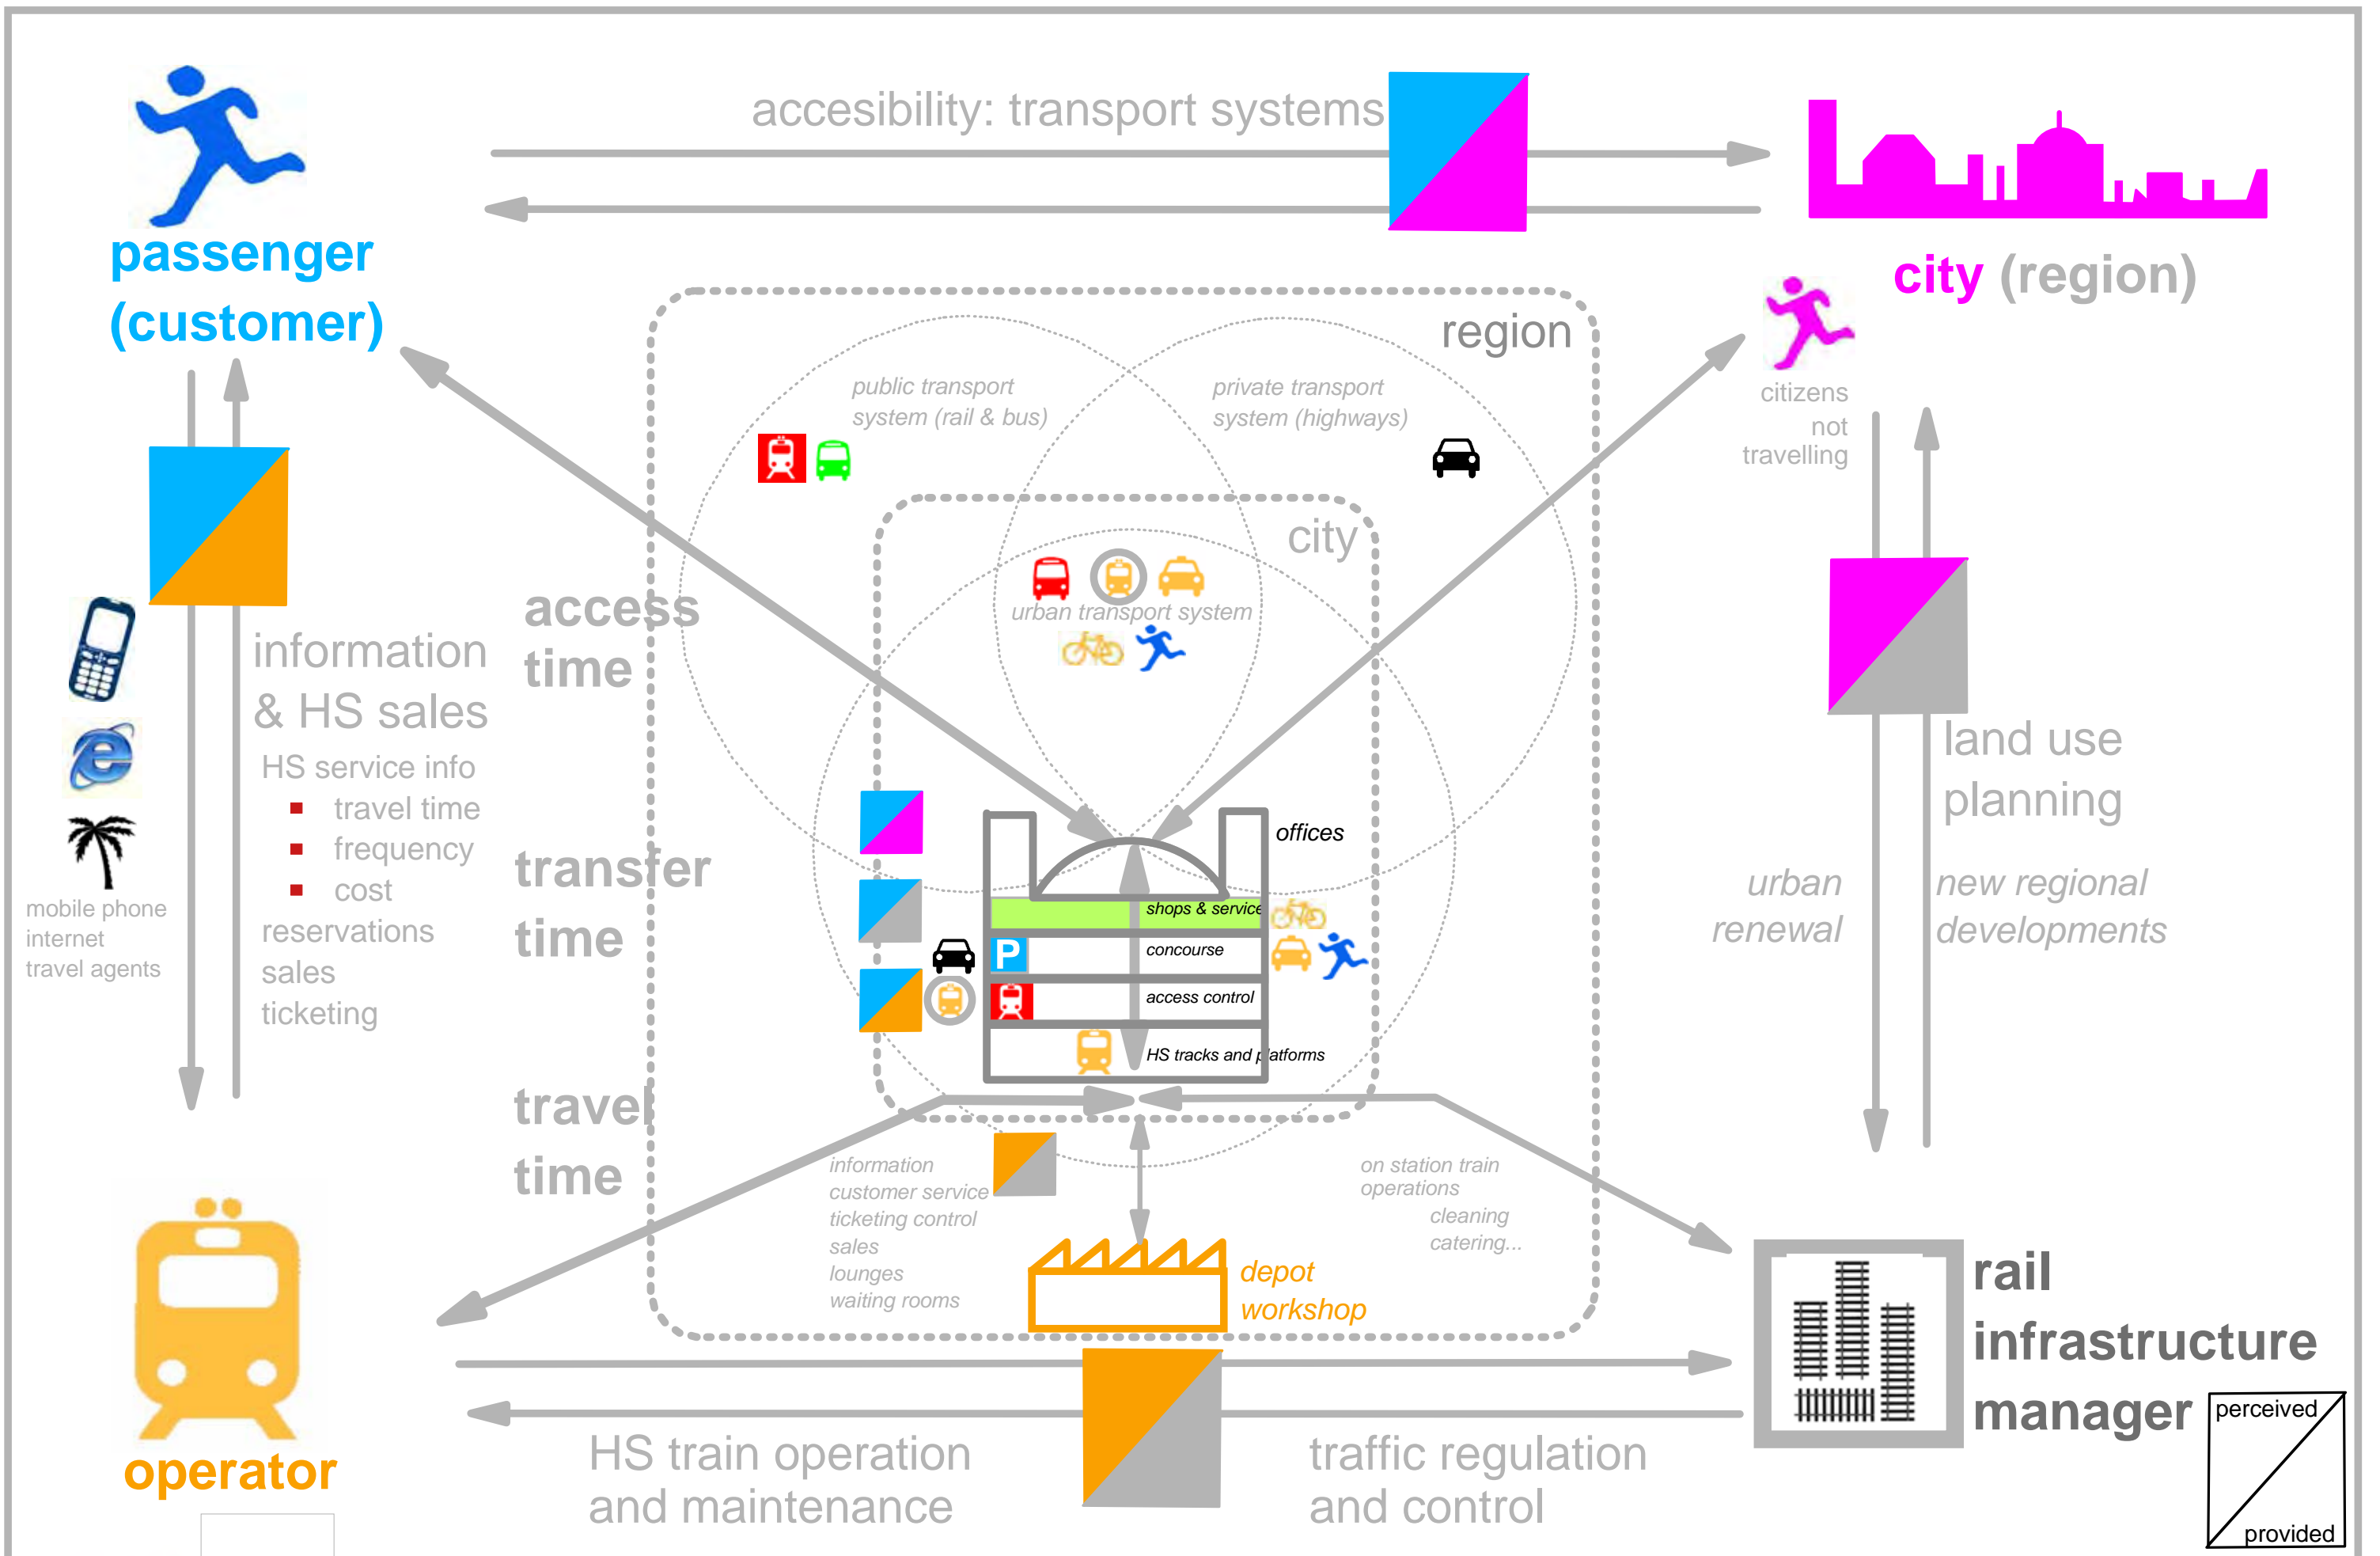 accesibility: transport systems
passenger
(customer)
city (region)
region
public transport
system (rail & bus)
private transport
system (highways)
citizens
not
travelling
city
urban transport system
access
time
information
& HS sales
HS service info
travel time
frequency
cost
reservations
sales
ticketing
mobile phone
internet
travel agents
land use
planning
urban
renewal
new regional
developments
transfer
time
offices
shops & service
P
concourse
access control
HS tracks and platforms
travel
time
information
customer service
ticketing control
sales
lounges
waiting rooms
on station train
operations
cleaning
catering...
depot
workshop
operator
rail
infrastructure
manager
HS train operation
and maintenance
traffic regulation
and control
perceived
provided